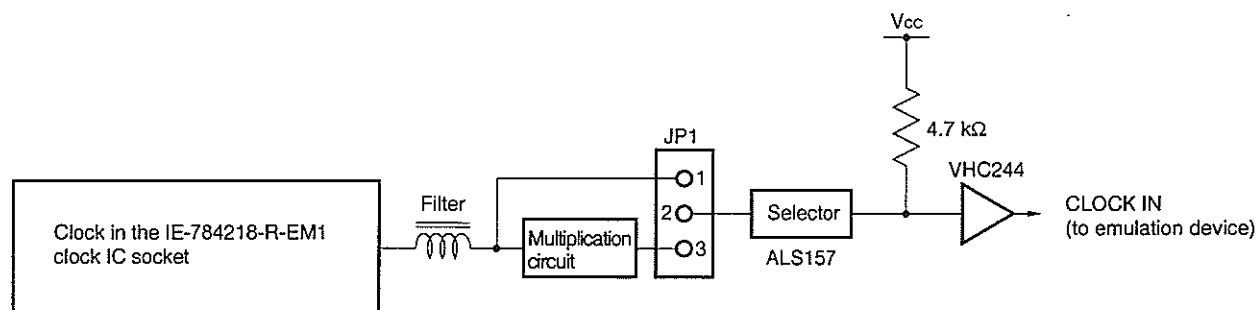 Vcc
4.7 kΩ
JP1
VHC244
1
Filter
2
Selector
CLOCK IN
(to emulation device)
Clock in the IE-784218-R-EM1
clock IC socket
Multiplication
circuit
3
ALS157